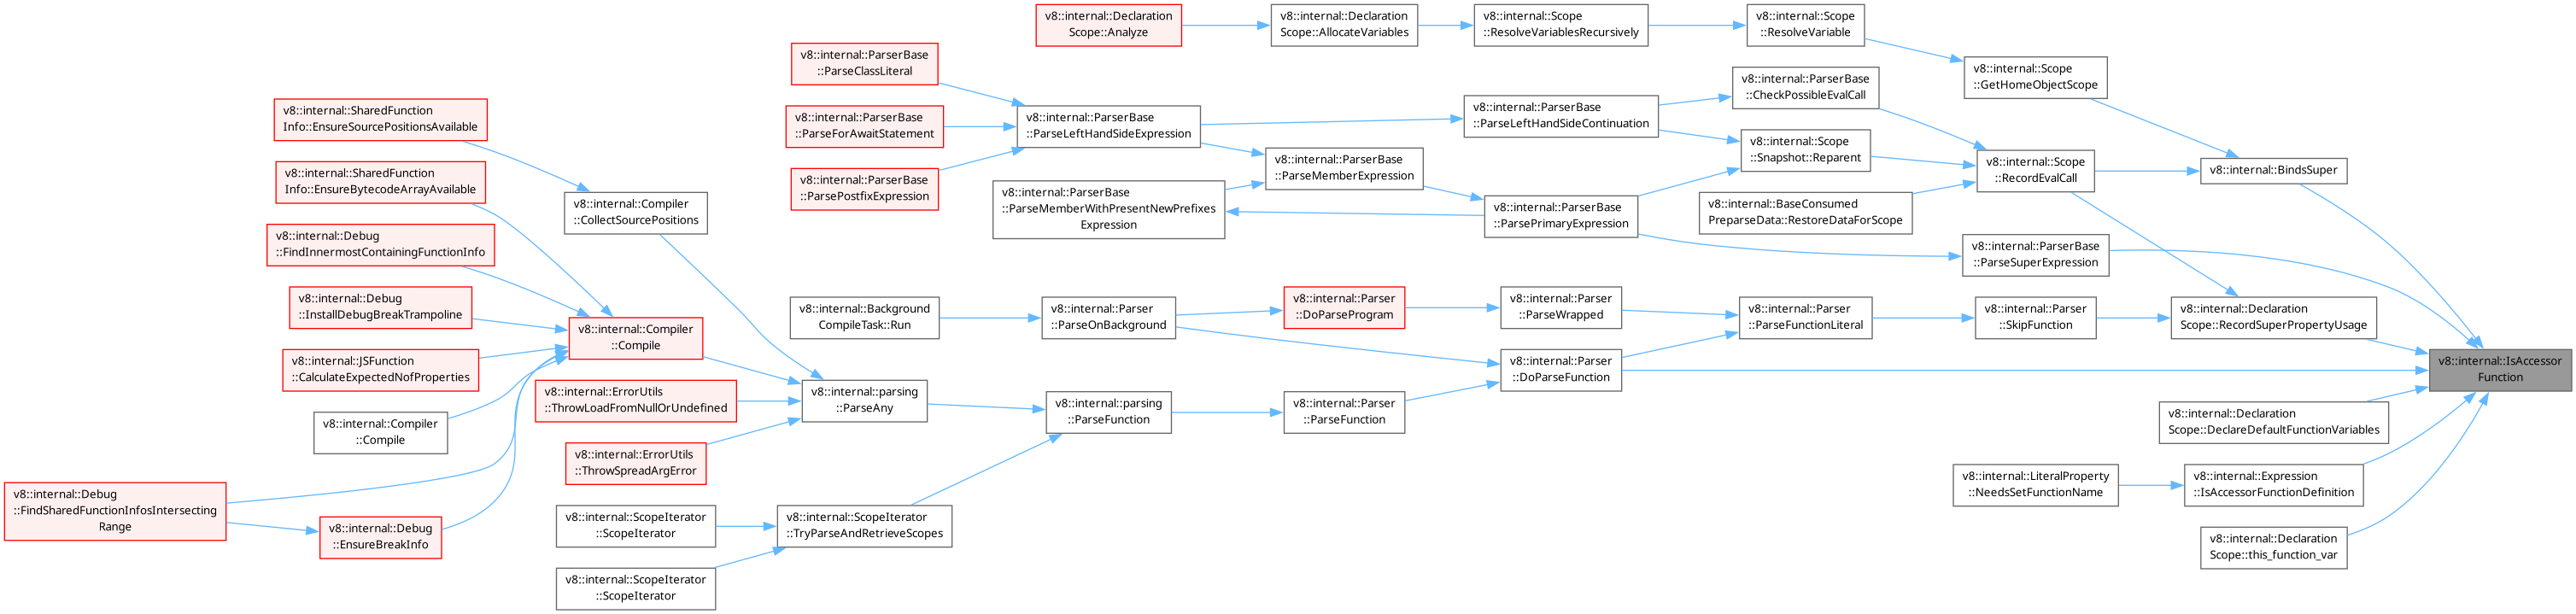 v8::internal::Declaration
Scope::Analyze
v8::internal::Declaration
Scope::AllocateVariables
v8::internal::Scope
::ResolveVariablesRecursively
v8::internal::Scope
::ResolveVariable
v8::internal::ParserBase
::ParseClassLiteral
v8::internal::Scope
::GetHomeObjectScope
v8::internal::ParserBase
::CheckPossibleEvalCall
v8::internal::SharedFunction
Info::EnsureSourcePositionsAvailable
v8::internal::ParserBase
::ParseForAwaitStatement
v8::internal::ParserBase
::ParseLeftHandSideExpression
v8::internal::ParserBase
::ParseLeftHandSideContinuation
v8::internal::Scope
::Snapshot::Reparent
v8::internal::ParserBase
::ParseMemberExpression
v8::internal::Scope
::RecordEvalCall
v8::internal::BindsSuper
v8::internal::SharedFunction
Info::EnsureBytecodeArrayAvailable
v8::internal::ParserBase
::ParsePostfixExpression
v8::internal::ParserBase
::ParseMemberWithPresentNewPrefixes
Expression
v8::internal::Compiler
::CollectSourcePositions
v8::internal::ParserBase
::ParsePrimaryExpression
v8::internal::BaseConsumed
PreparseData::RestoreDataForScope
v8::internal::Debug
::FindInnermostContainingFunctionInfo
v8::internal::ParserBase
::ParseSuperExpression
v8::internal::Debug
::InstallDebugBreakTrampoline
v8::internal::Background
CompileTask::Run
v8::internal::Parser
::ParseOnBackground
v8::internal::Parser
::DoParseProgram
v8::internal::Parser
::ParseWrapped
v8::internal::Parser
::ParseFunctionLiteral
v8::internal::Parser
::SkipFunction
v8::internal::Declaration
Scope::RecordSuperPropertyUsage
v8::internal::Compiler
::Compile
v8::internal::JSFunction
::CalculateExpectedNofProperties
v8::internal::Parser
::DoParseFunction
v8::internal::IsAccessor
Function
v8::internal::ErrorUtils
::ThrowLoadFromNullOrUndefined
v8::internal::parsing
::ParseAny
v8::internal::parsing
::ParseFunction
v8::internal::Parser
::ParseFunction
v8::internal::Declaration
Scope::DeclareDefaultFunctionVariables
v8::internal::Compiler
::Compile
v8::internal::ErrorUtils
::ThrowSpreadArgError
v8::internal::LiteralProperty
::NeedsSetFunctionName
v8::internal::Expression
::IsAccessorFunctionDefinition
v8::internal::Debug
::FindSharedFunctionInfosIntersecting
Range
v8::internal::Debug
::EnsureBreakInfo
v8::internal::ScopeIterator
::ScopeIterator
v8::internal::ScopeIterator
::TryParseAndRetrieveScopes
v8::internal::Declaration
Scope::this_function_var
v8::internal::ScopeIterator
::ScopeIterator